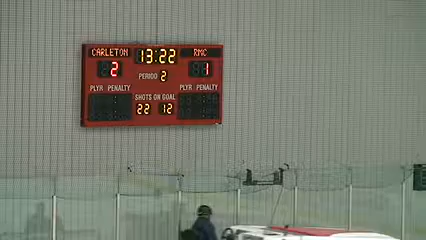 CARLETON 13:22 RMC
2 PERIOD 2 1
PLYR PENALTY PLYR PENALTY
SHOTS ON GOAL
22 12